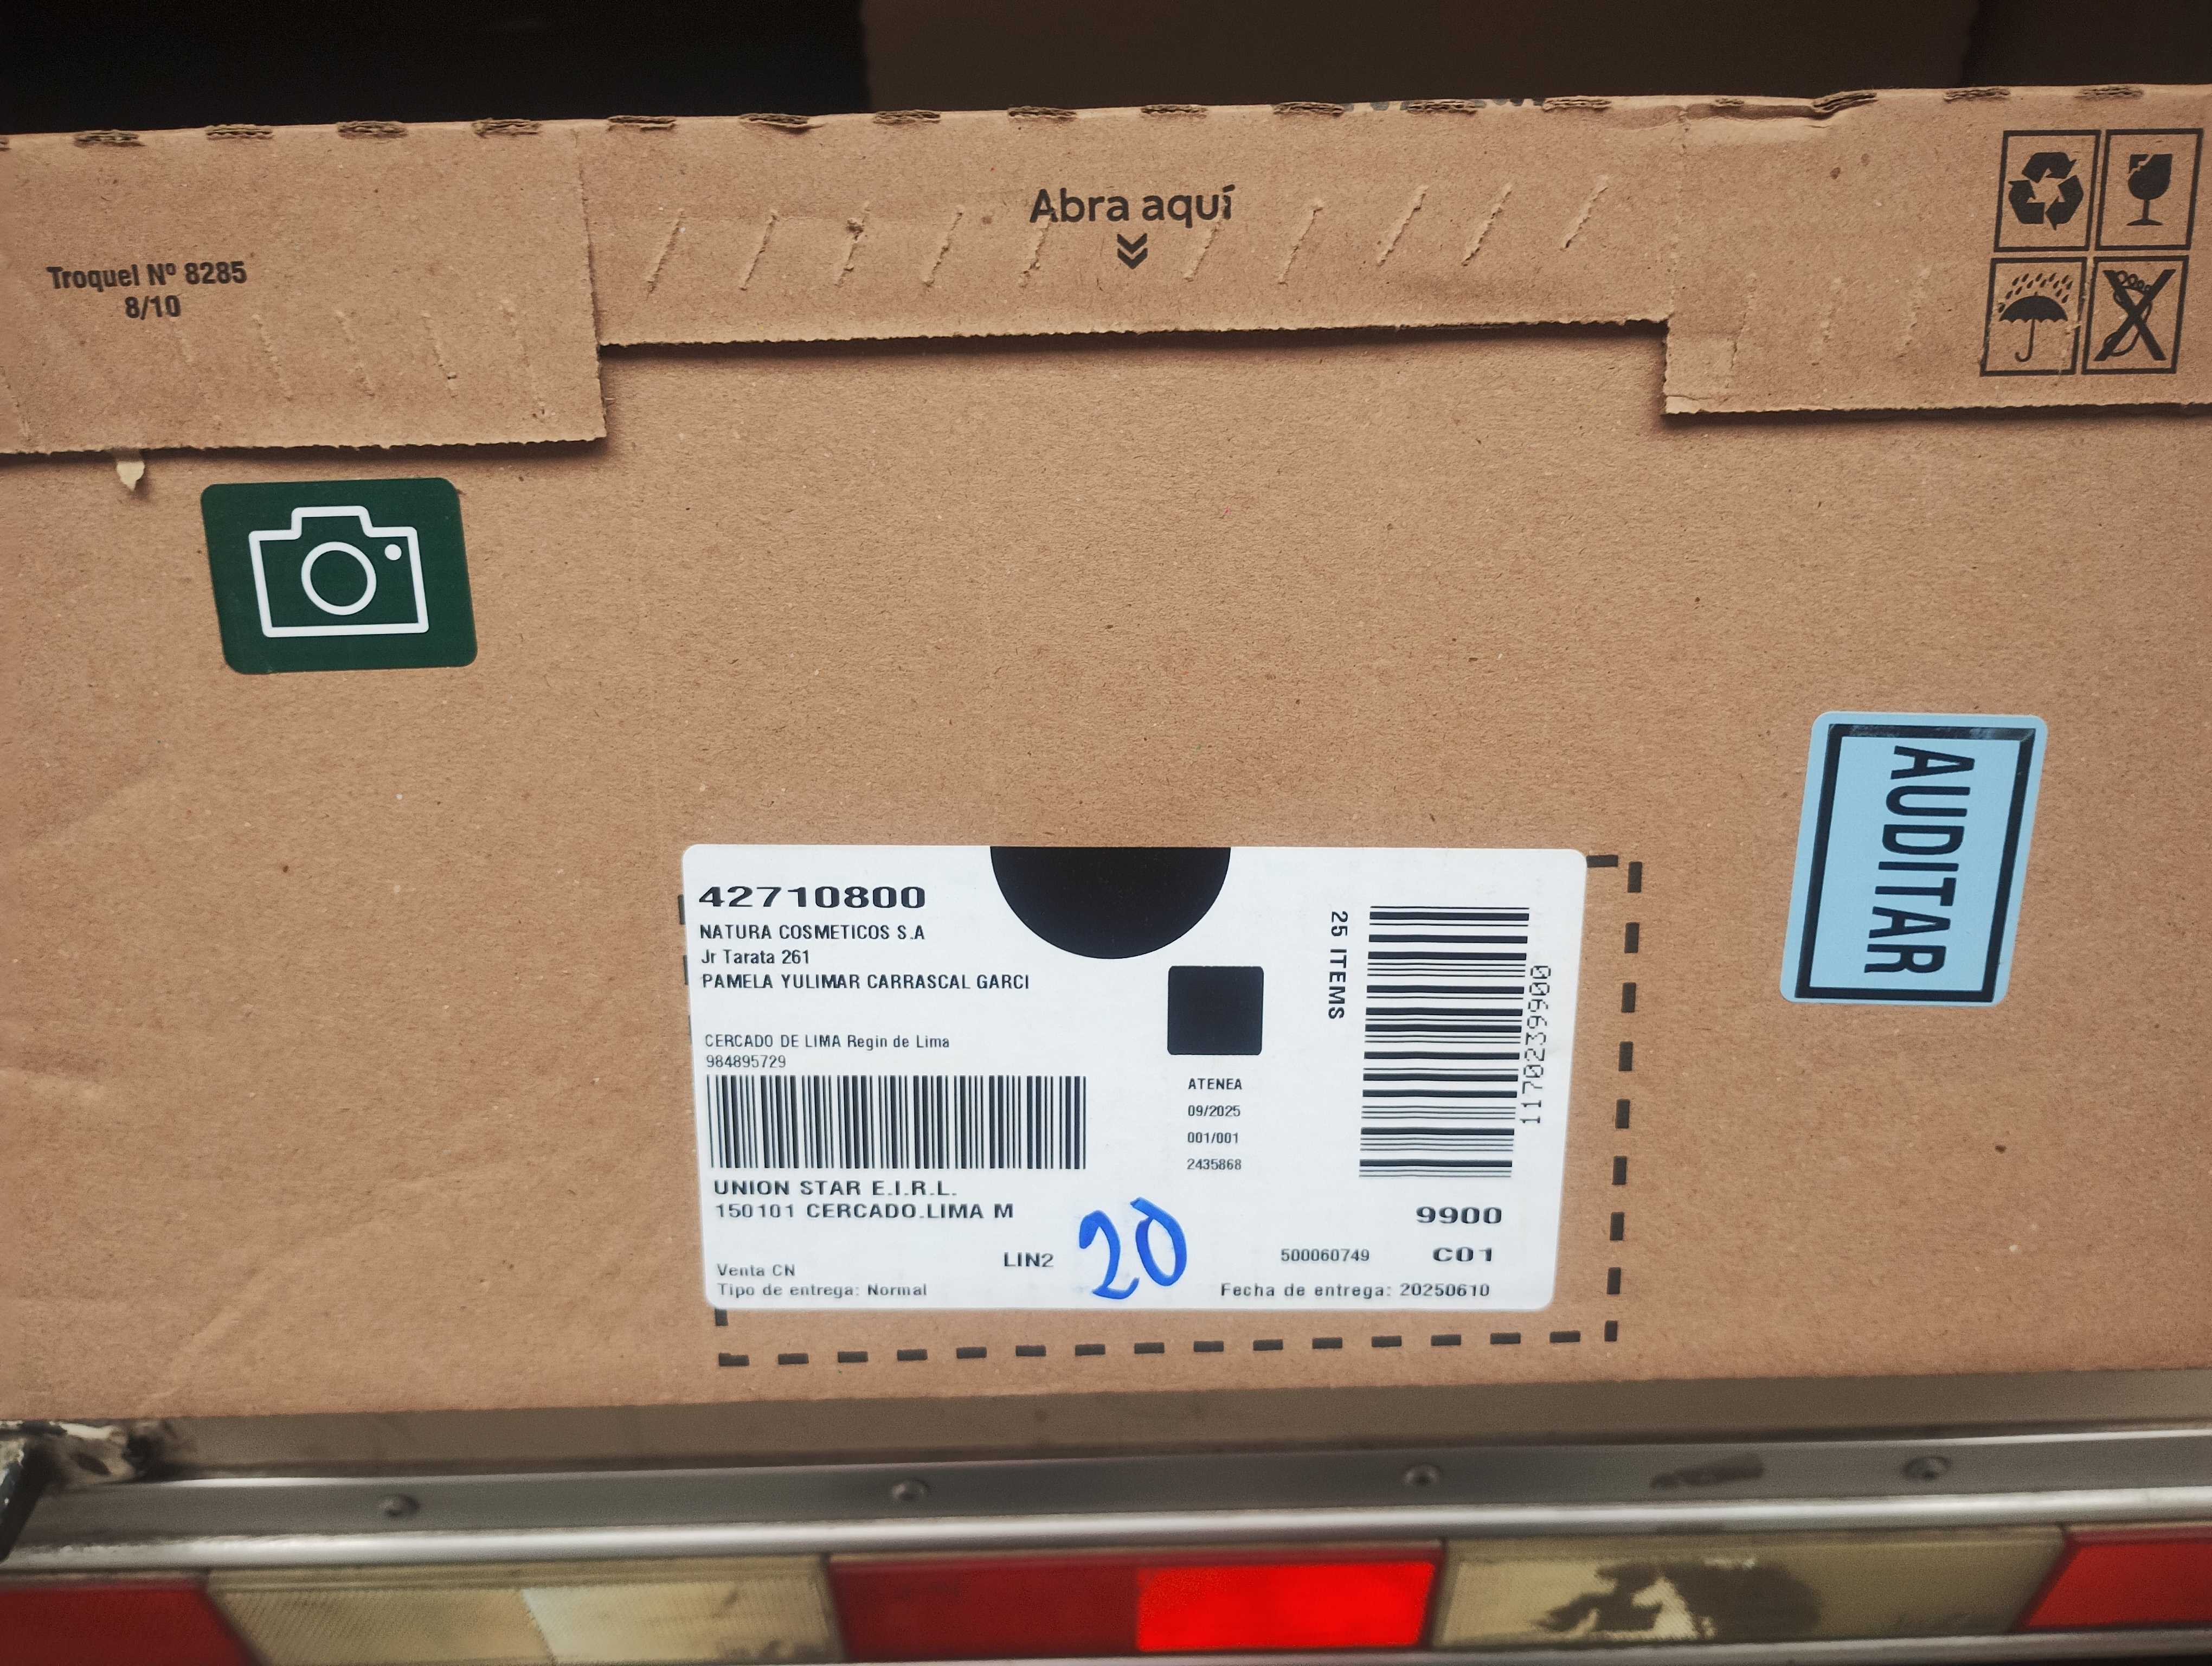 Abra aquí
Troquel Nº 8285
8/10
AUDITAR
42710800
NATURA COSMETICOS S.A
Jr Tarata 261
PAMELA YULIMAR CARRASCAL GARCI
CERCADO DE LIMA Regin de Lima
984895729
25 ITEMS
1170239900
ATENEA
09/2025
001/001
2435868
UNION STAR E.I.R.L.
150101 CERCADO.LIMA M
20
9900
LIN2
500060749
C01
Venta CN
Tipo de entrega: Normal
Fecha de entrega: 20250610